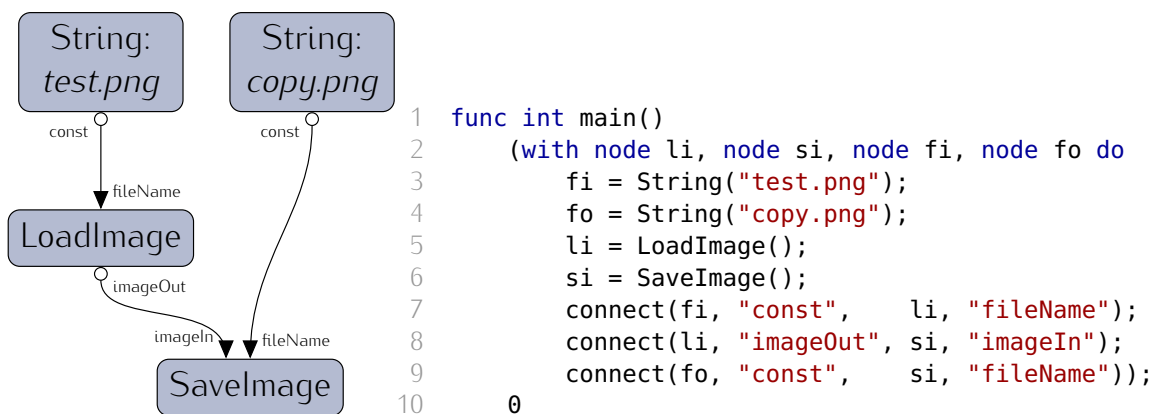 String:
test.png
String:
copy.png
const
const
fileName
LoadImage
imageOut
imageIn
fileName
SaveImage
1 func int main()
2     (with node li, node si, node fi, node fo do
3         fi = String("test.png");
4         fo = String("copy.png");
5         li = LoadImage();
6         si = SaveImage();
7         connect(fi, "const",    li, "fileName");
8         connect(li, "imageOut", si, "imageIn");
9         connect(fo, "const",    si, "fileName"));
10     0